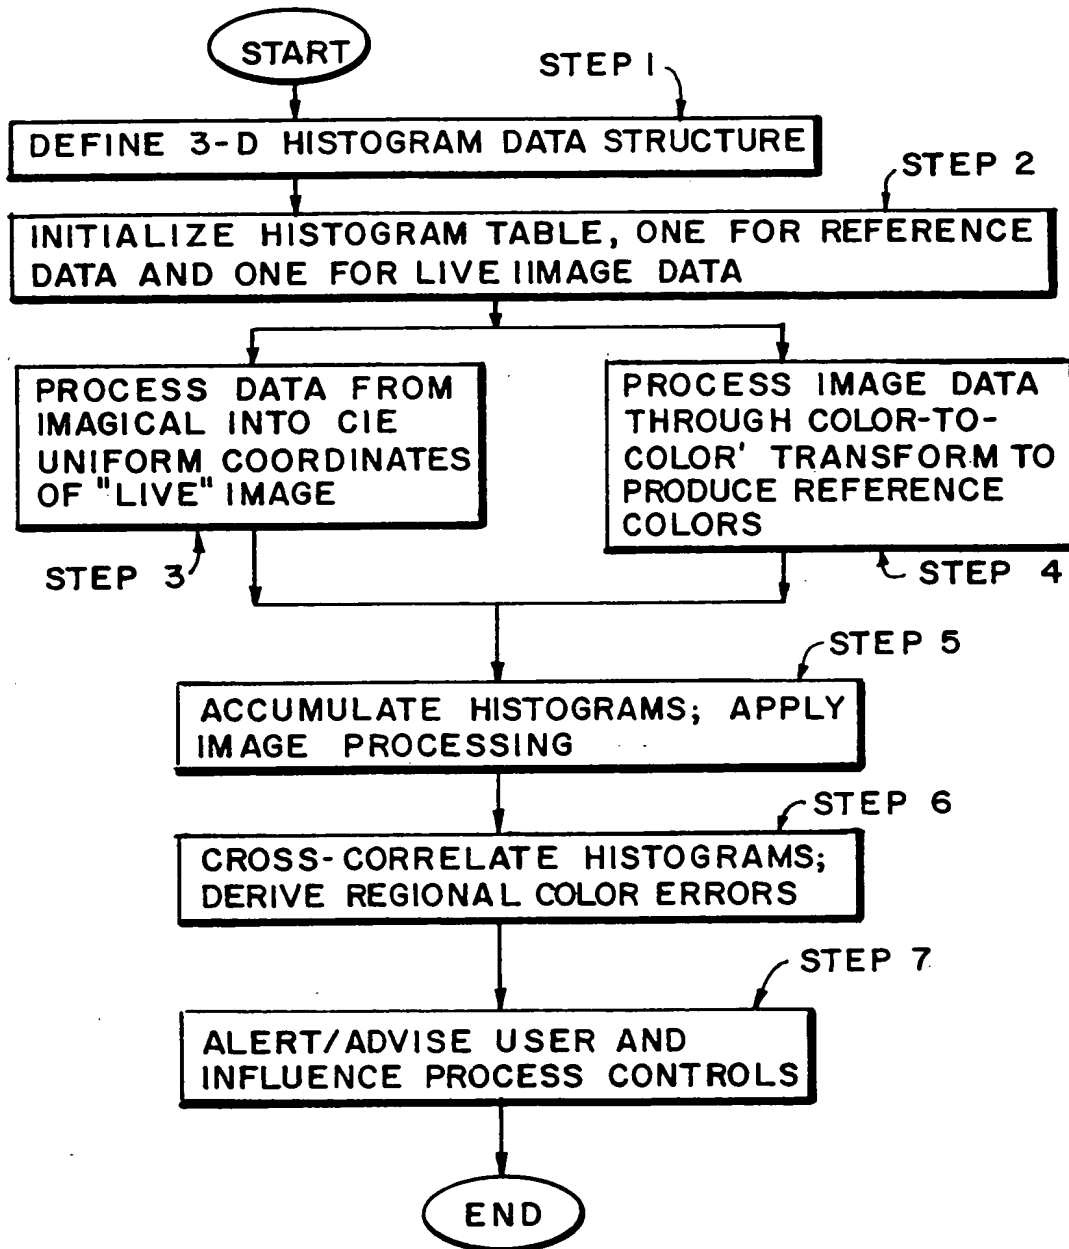 START
STEP 1
DEFINE 3-D HISTOGRAM DATA STRUCTURE
STEP 2
INITIALIZE HISTOGRAM TABLE, ONE FOR REFERENCE
DATA AND ONE FOR LIVE IIMAGE DATA
PROCESS DATA FROM
IMAGICAL INTO CIE
UNIFORM COORDINATES
OF "LIVE" IMAGE
STEP 3
PROCESS IMAGE DATA
THROUGH COLOR-TO-
COLOR' TRANSFORM TO
PRODUCE REFERENCE
COLORS
STEP 4
STEP 5
ACCUMULATE HISTOGRAMS; APPLY
IMAGE PROCESSING
STEP 6
CROSS-CORRELATE HISTOGRAMS;
DERIVE REGIONAL COLOR ERRORS
STEP 7
ALERT/ADVISE USER AND
INFLUENCE PROCESS CONTROLS
END